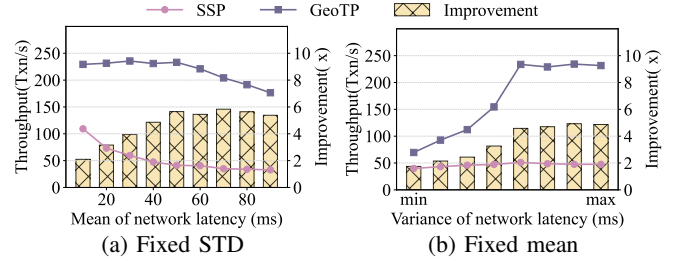 SSP GeoTP Improvement
Throughput(Txn/s)
250
200
150
100
50
0
10
8
6
4
2
0
Improvement( x)
20 40 60 80
Mean of network latency (ms)
(a) Fixed STD
Throughput(Txn/s)
250
200
150
100
50
0
10
8
6
4
2
0
Improvement( x)
min max
Variance of network latency (ms)
(b) Fixed mean